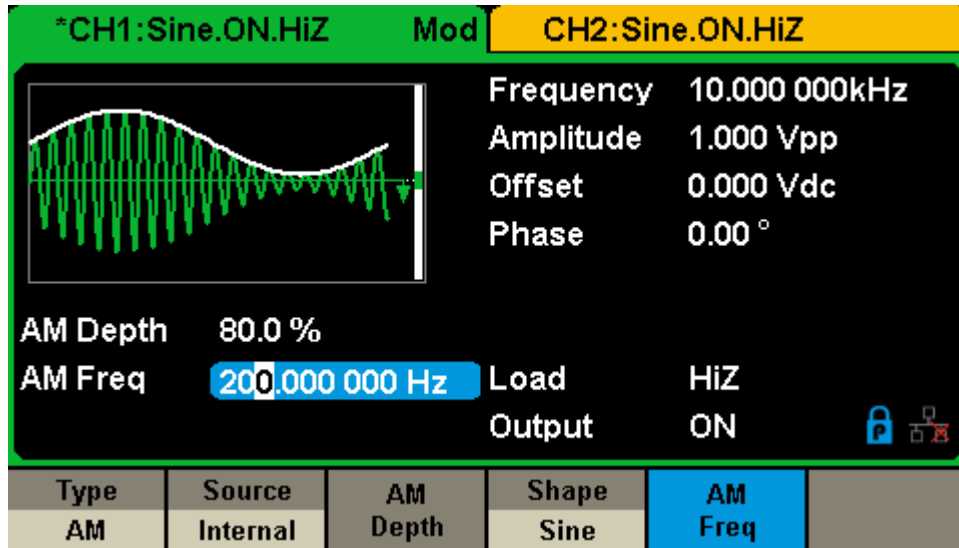 *CH1:Sine.ON.HiZ Mod CH2:Sine.ON.HiZ
Frequency 10.000 000kHz
Amplitude 1.000 Vpp
Offset 0.000 Vdc
Phase 0.00 °
AM Depth 80.0 %
AM Freq 200.000 000 Hz Load HiZ
Output ON P
Type Source AM Shape AM
AM Internal Depth Sine Freq